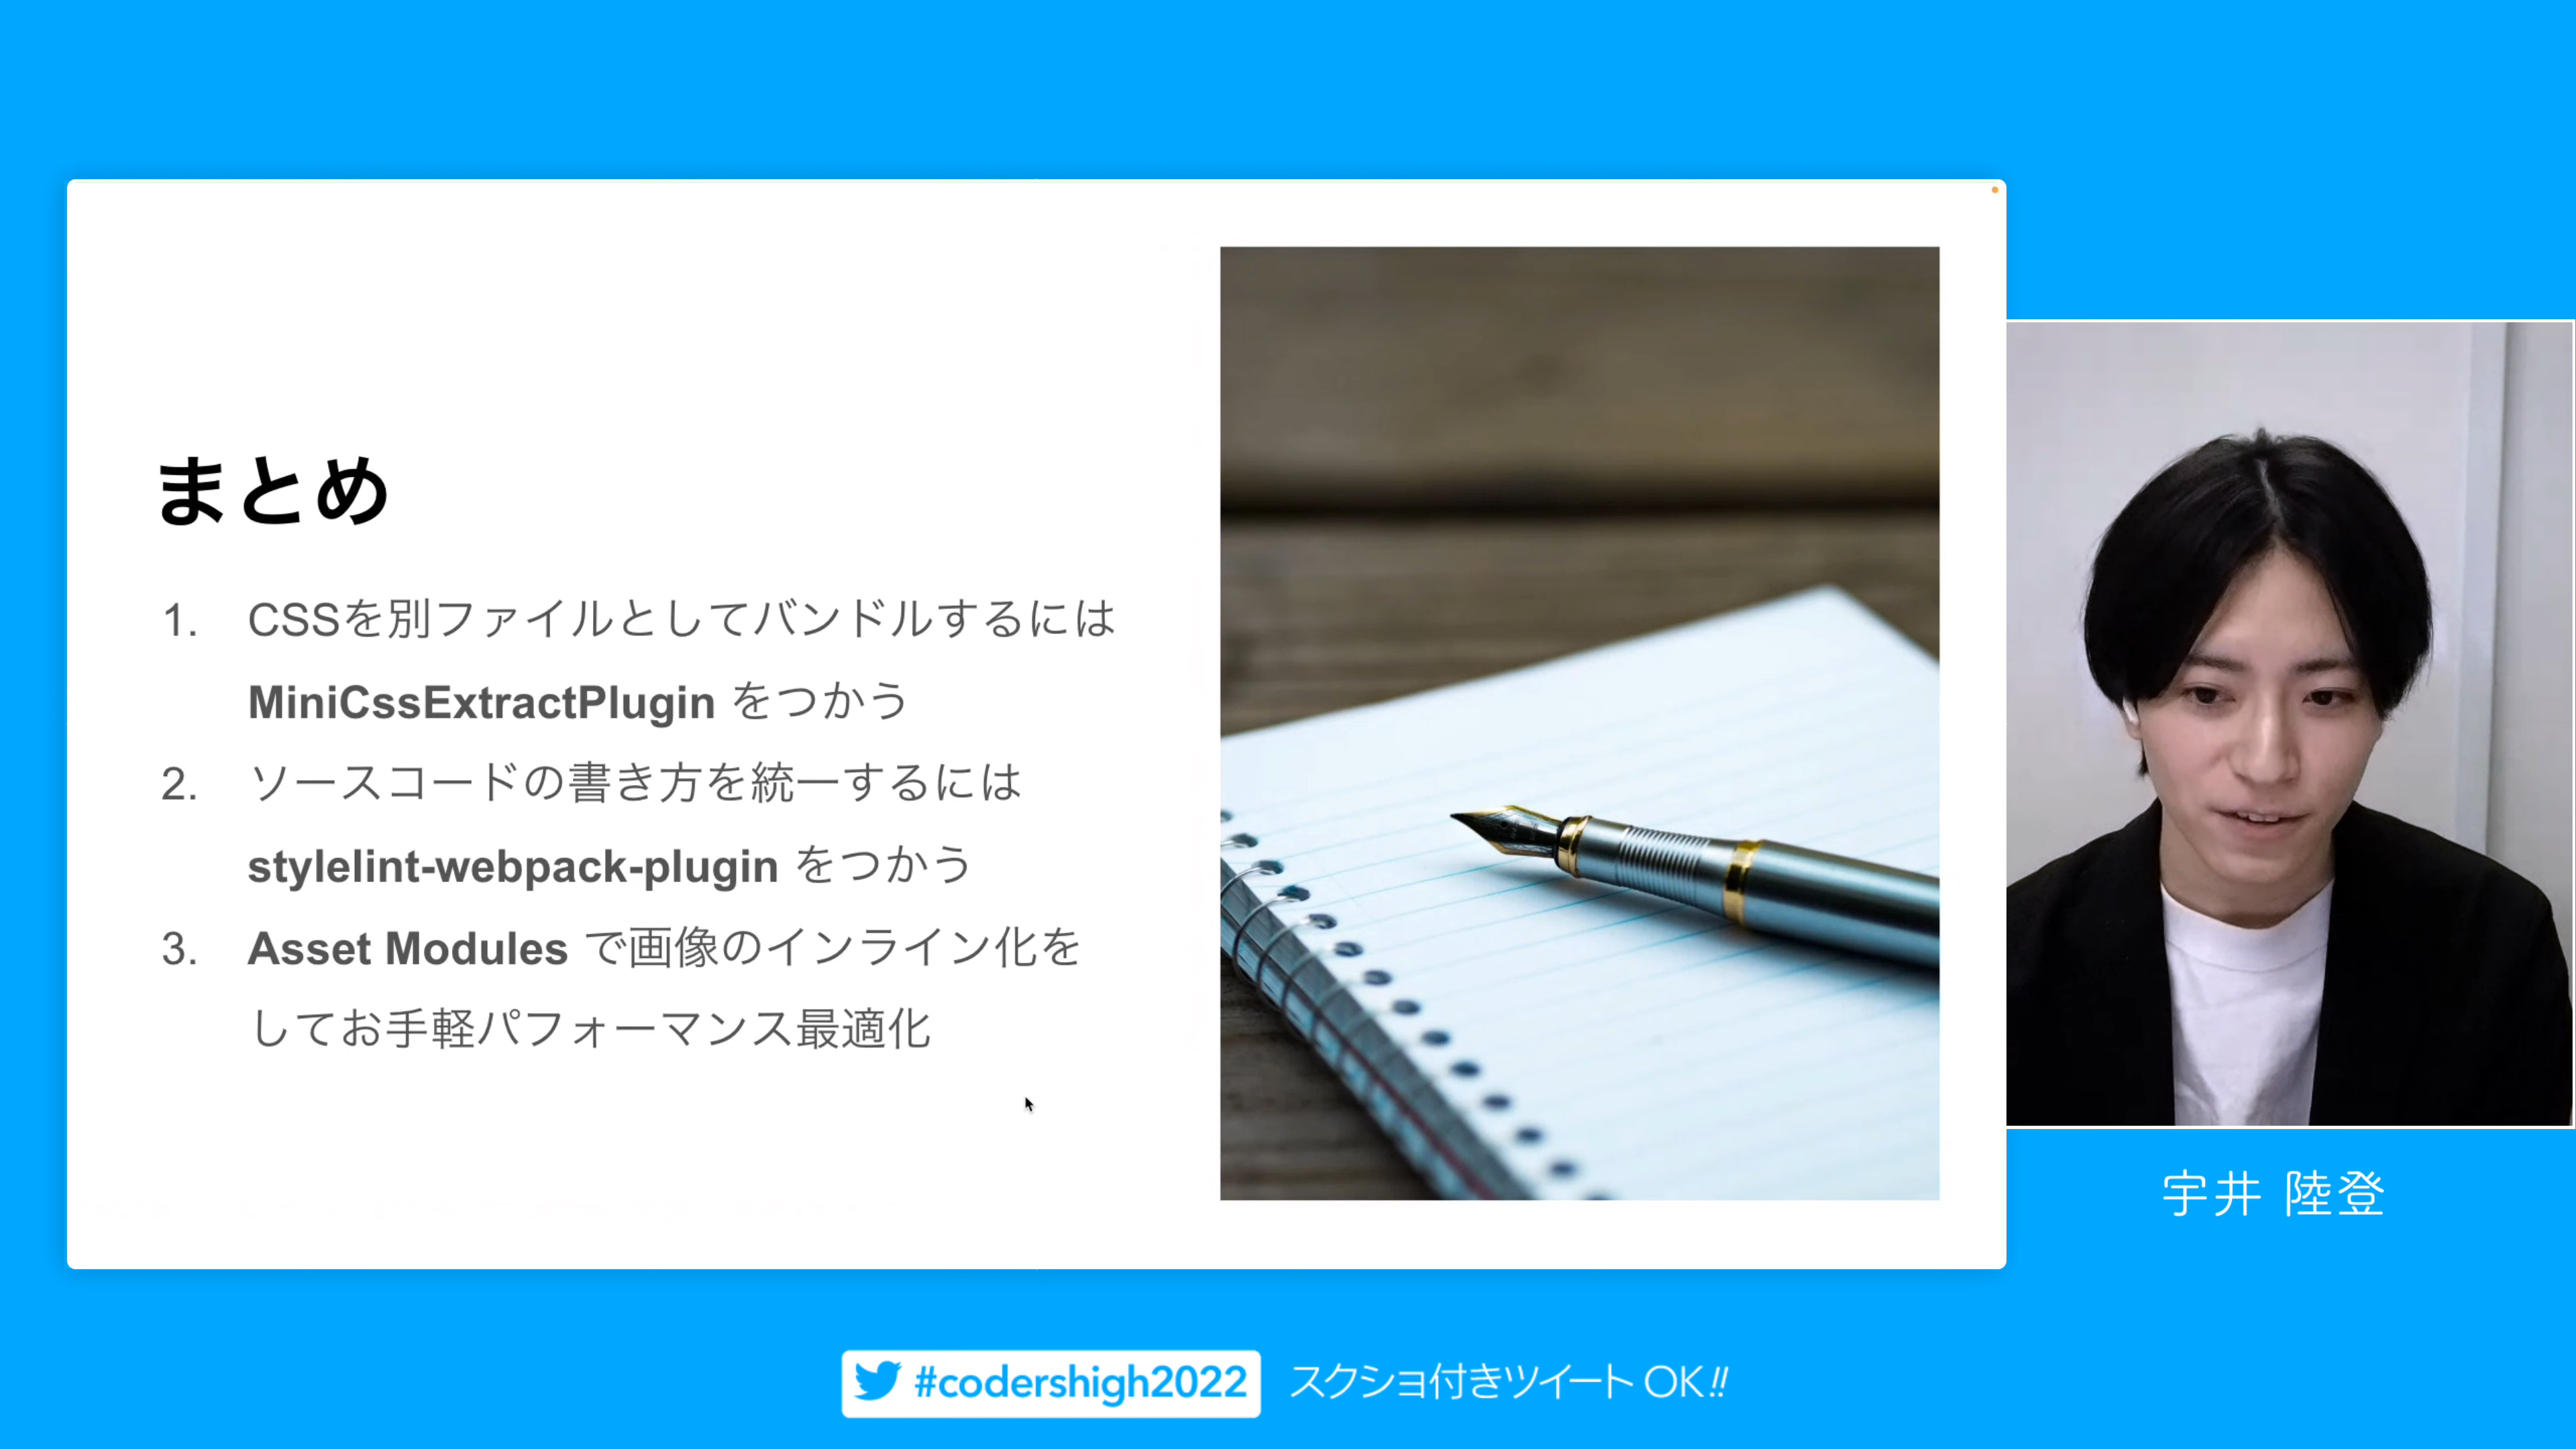 まとめ
1. CSSを別ファイルとしてバンドルするには
MiniCssExtractPlugin をつかう
2. ソースコードの書き方を統一するには
stylelint-webpack-plugin をつかう
3. Asset Modules で画像のインライン化を
してお手軽パフォーマンス最適化
宇井 陸登
#codershigh2022 スクショ付きツイート OK!!